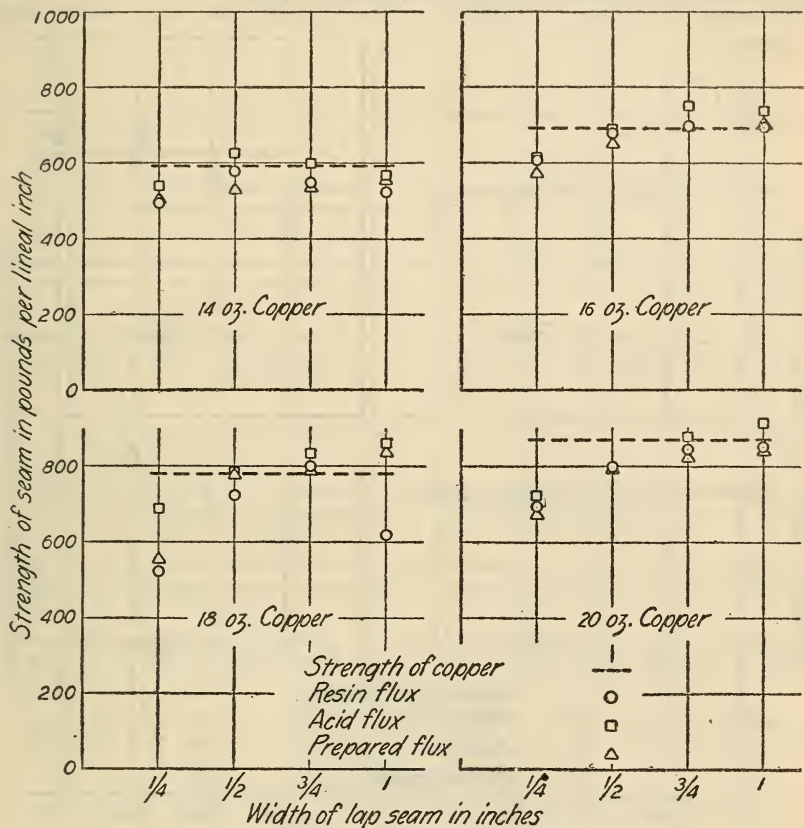 Strength of seam in pounds per lineal inch
1000
800
600
400
200
0
14 oz. Copper
16 oz. Copper
800
600
400
200
0
18 oz. Copper
20 oz. Copper
Strength of copper
Resin flux
Acid flux
Prepared flux
1/4 1/2 3/4 1
1/4 1/2 3/4 1
Width of lap seam in inches